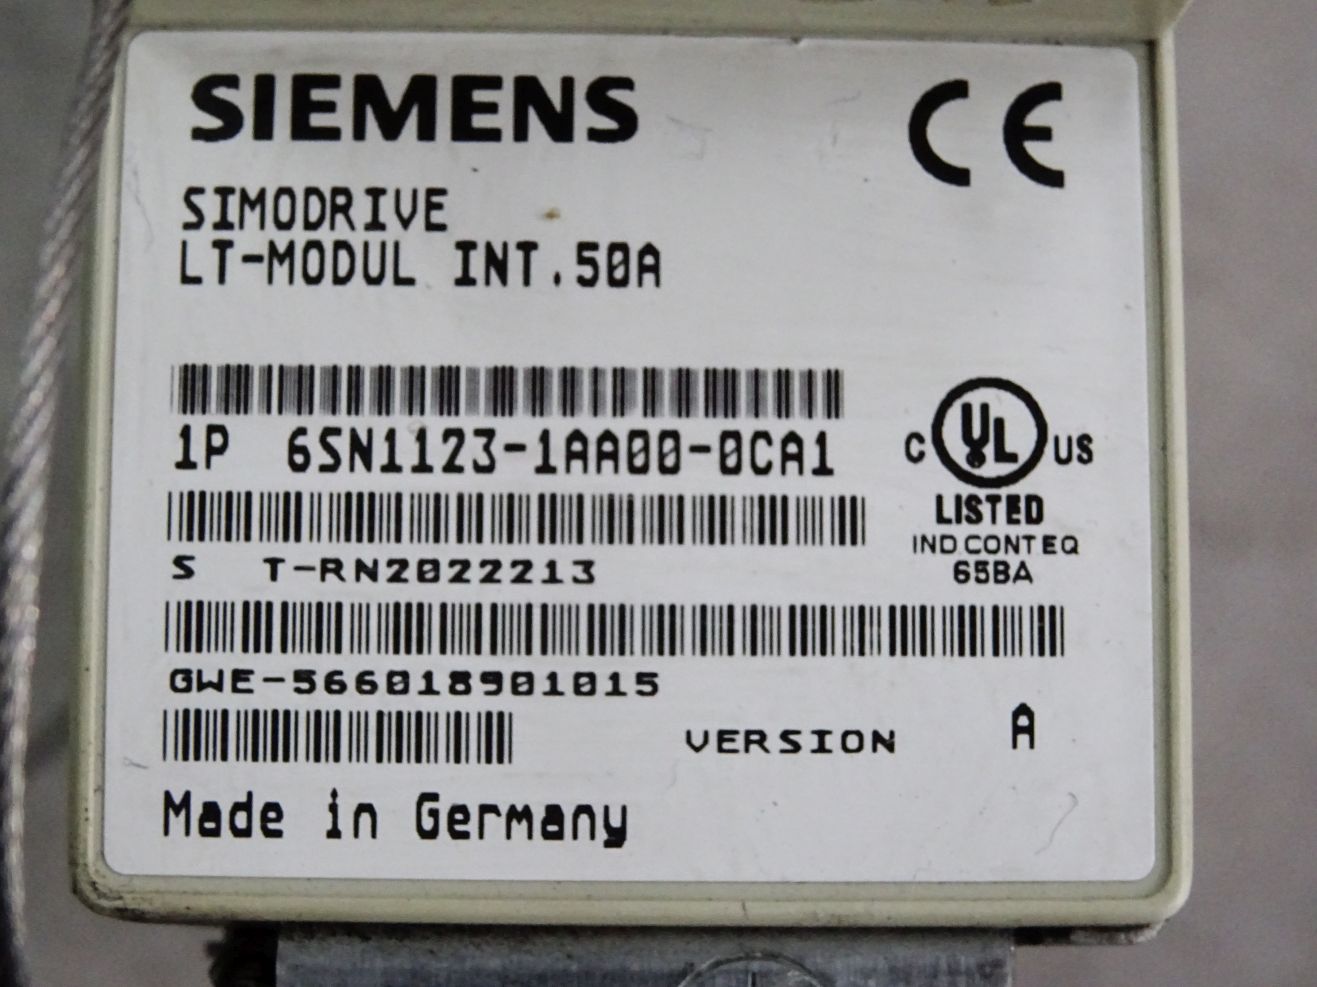 SIEMENS
CE
SIMODRIVE
LT-MODUL INT.50A
1P 6SN1123-1AA00-0CA1
C UL US
LISTED
IND.CONT.EQ
65BA
S T-RN2022213
GWE-566018901015
VERSION A
Made in Germany